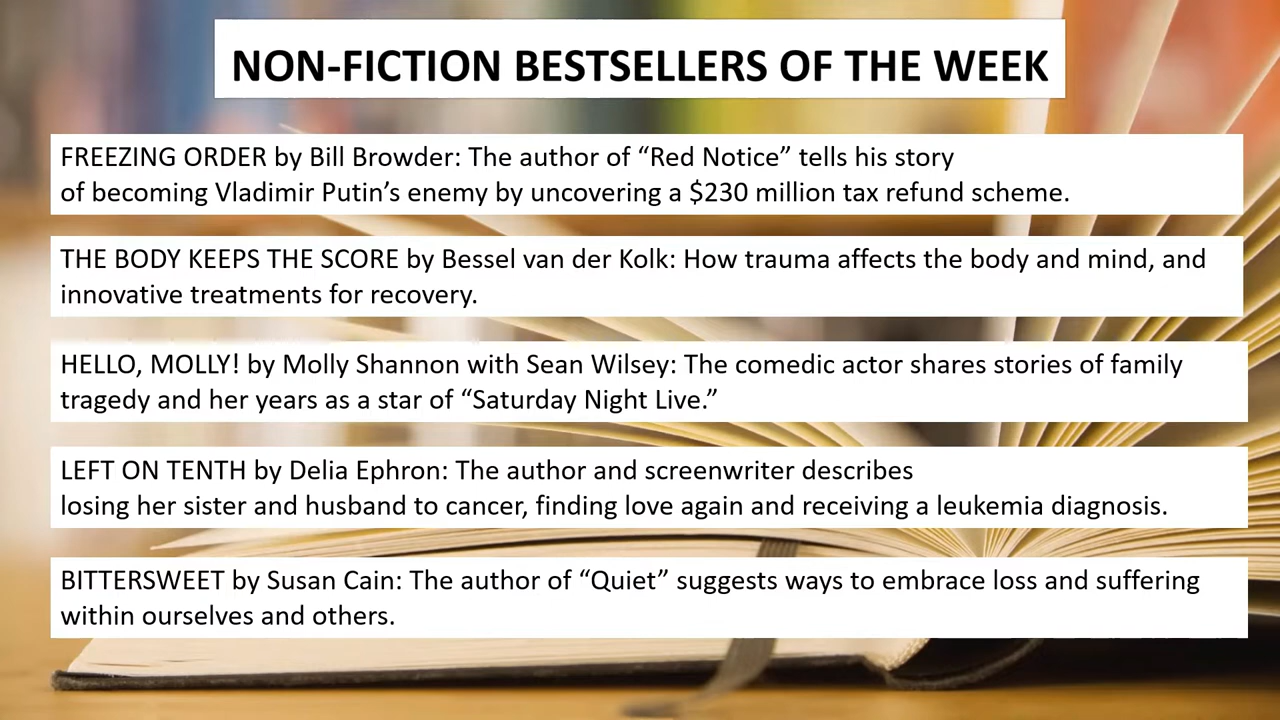 NON-FICTION BESTSELLERS OF THE WEEK
FREEZING ORDER by Bill Browder: The author of “Red Notice” tells his story
of becoming Vladimir Putin’s enemy by uncovering a $230 million tax refund scheme.
THE BODY KEEPS THE SCORE by Bessel van der Kolk: How trauma affects the body and mind, and
innovative treatments for recovery.
HELLO, MOLLY! by Molly Shannon with Sean Wilsey: The comedic actor shares stories of family
tragedy and her years as a star of “Saturday Night Live.”
LEFT ON TENTH by Delia Ephron: The author and screenwriter describes
losing her sister and husband to cancer, finding love again and receiving a leukemia diagnosis.
BITTERSWEET by Susan Cain: The author of “Quiet” suggests ways to embrace loss and suffering
within ourselves and others.